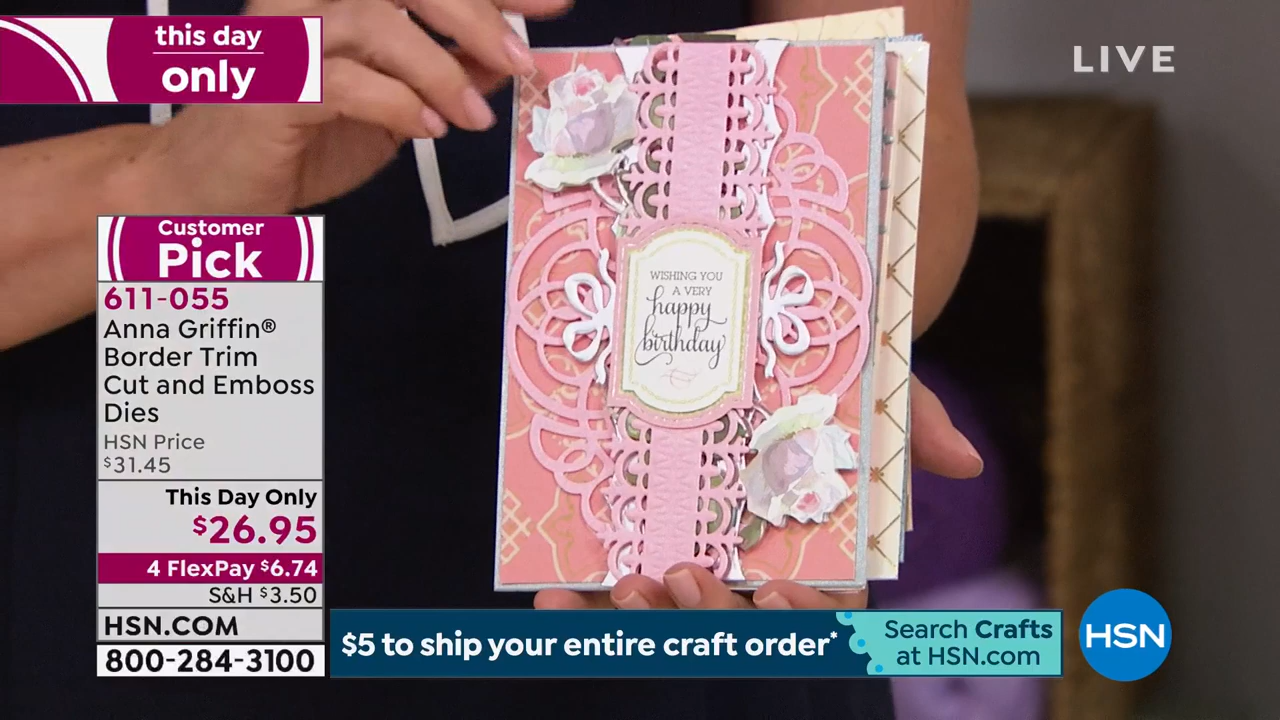 this day
only
LIVE
Customer
Pick
611-055
Anna Griffin®
Border Trim
Cut and Emboss
Dies
HSN Price
$31.45
This Day Only
$26.95
4 FlexPay $6.74
S&H $3.50
HSN.COM
800-284-3100
WISHING YOU
A VERY
happy
birthday
$5 to ship your entire craft order*
Search Crafts
at HSN.com
HSN